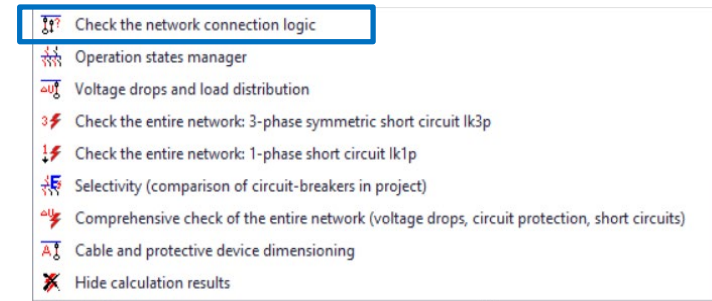 Check the network connection logic
Operation states manager
Voltage drops and load distribution
Check the entire network: 3-phase symmetric short circuit Ik3p
Check the entire network: 1-phase short circuit Ik1p
Selectivity (comparison of circuit-breakers in project)
Comprehensive check of the entire network (voltage drops, circuit protection, short circuits)
Cable and protective device dimensioning
Hide calculation results